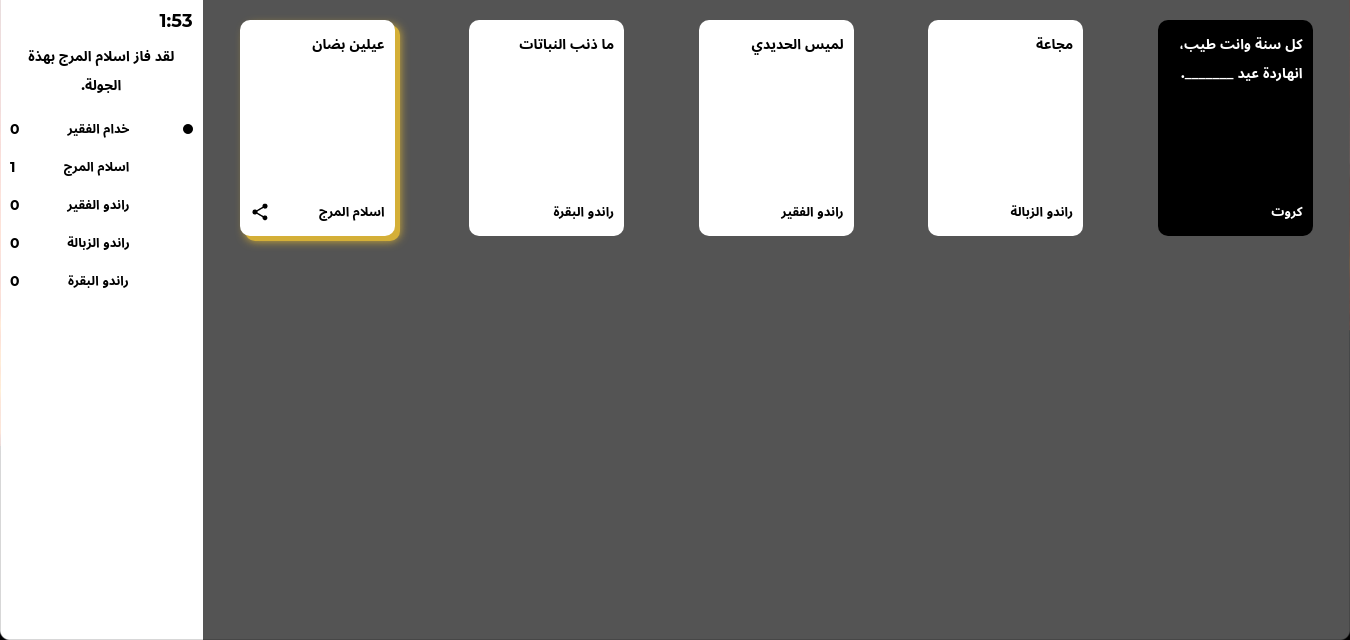 1:53
لقد فاز اسلام المرج بهذة
الجولة.
خدام الفقير 0
اسلام المرج 1
راندو الفقير 0
راندو الزبالة 0
راندو البقرة 0
كل سنة وانت طيب،
انهاردة عيد _______.
كروت
مجاعة
راندو الزبالة
لميس الحديدي
راندو الفقير
ما ذنب النباتات
راندو البقرة
عيلين بضان
اسلام المرج